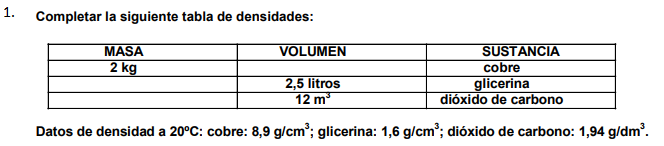 1. Completar la siguiente tabla de densidades:
MASA VOLUMEN SUSTANCIA
2 kg cobre
2,5 litros glicerina
12 m³ dióxido de carbono
Datos de densidad a 20ºC: cobre: 8,9 g/cm³; glicerina: 1,6 g/cm³; dióxido de carbono: 1,94 g/dm³.